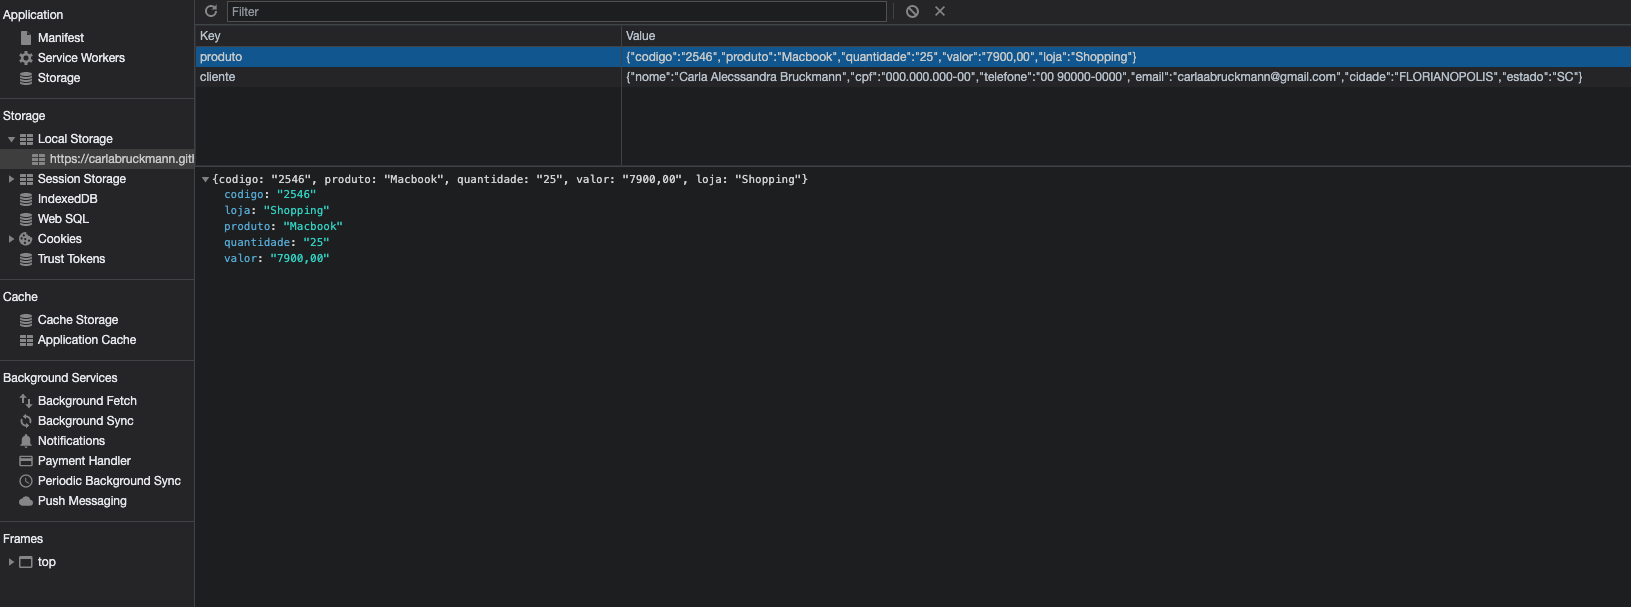 Application
Manifest
Service Workers
Storage
Storage
Local Storage
https://carlabruckmann.gitl
Session Storage
IndexedDB
Web SQL
Cookies
Trust Tokens
Cache
Cache Storage
Application Cache
Background Services
Background Fetch
Background Sync
Notifications
Payment Handler
Periodic Background Sync
Push Messaging
Frames
top
Filter
Key Value
produto {"codigo":"2546","produto":"Macbook","quantidade":"25","valor":"7900,00","loja":"Shopping"}
cliente {"nome":"Carla Alecssandra Bruckmann","cpf":"000.000.000-00","telefone":"00 90000-0000","email":"carlaabruckmann@gmail.com","cidade":"FLORIANOPOLIS","estado":"SC"}
{codigo: "2546", produto: "Macbook", quantidade: "25", valor: "7900,00", loja: "Shopping"}
codigo: "2546"
loja: "Shopping"
produto: "Macbook"
quantidade: "25"
valor: "7900,00"